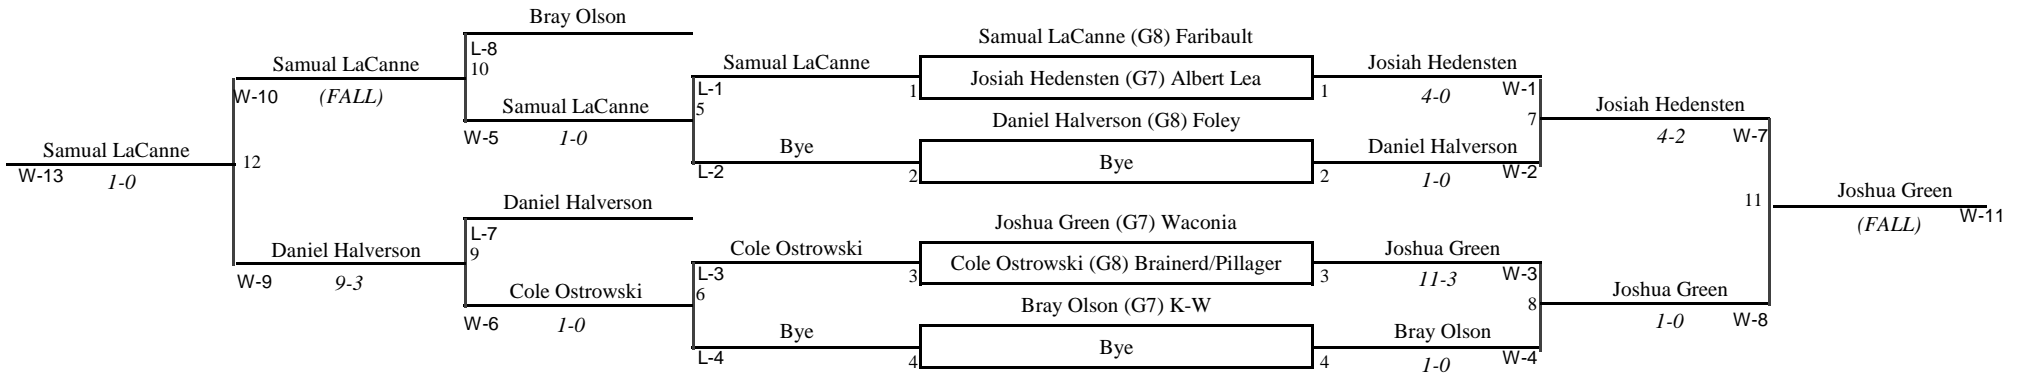 Bray Olson
L-8
10
Samual LaCanne
W-10
(FALL)
Samual LaCanne
W-5
1-0
Samual LaCanne
L-1
5
Bye
L-2
Samual LaCanne
W-13
1-0
12
Daniel Halverson
L-7
9
Daniel Halverson
W-9
9-3
Cole Ostrowski
W-6
1-0
Cole Ostrowski
L-3
6
Bye
L-4
Samual LaCanne (G8) Faribault
1
Josiah Hedensten (G7) Albert Lea
1
Daniel Halverson (G8) Foley
2
Bye
2
Joshua Green (G7) Waconia
3
Cole Ostrowski (G8) Brainerd/Pillager
3
Bray Olson (G7) K-W
4
Bye
4
Josiah Hedensten
4-0
W-1
7
Daniel Halverson
1-0
W-2
Josiah Hedensten
4-2
W-7
Joshua Green
11-3
W-3
8
Bray Olson
1-0
W-4
Joshua Green
1-0
W-8
11
Joshua Green
(FALL)
W-11